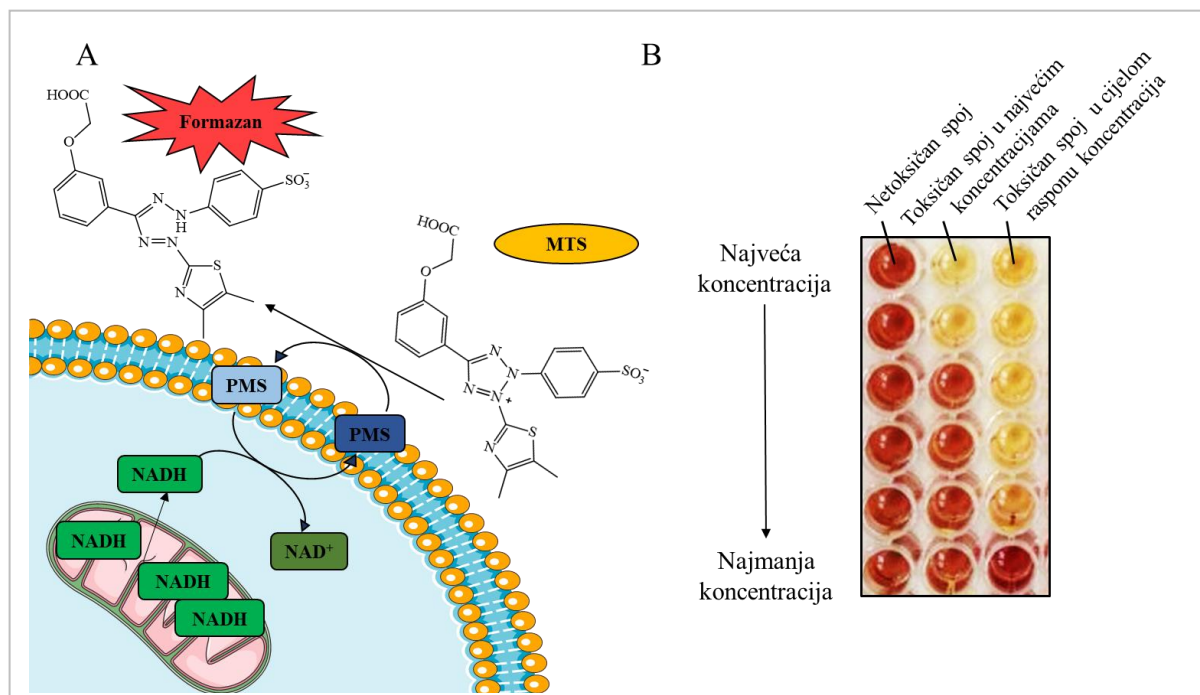 A
HOOC
O
Formazan
N
N
H
SO₃⁻
N=N
S
N
HOOC
O
MTS
N
N
N
N
+
SO₃⁻
N
S
PMS
PMS
NADH
NADH
NADH
NADH
NAD⁺
B
Netoksičan spoj
Toksičan spoj u najvećim
koncentracijama
Toksičan spoj u cijelom
rasponu koncentracija
Najveća
koncentracija
Najmanja
koncentracija